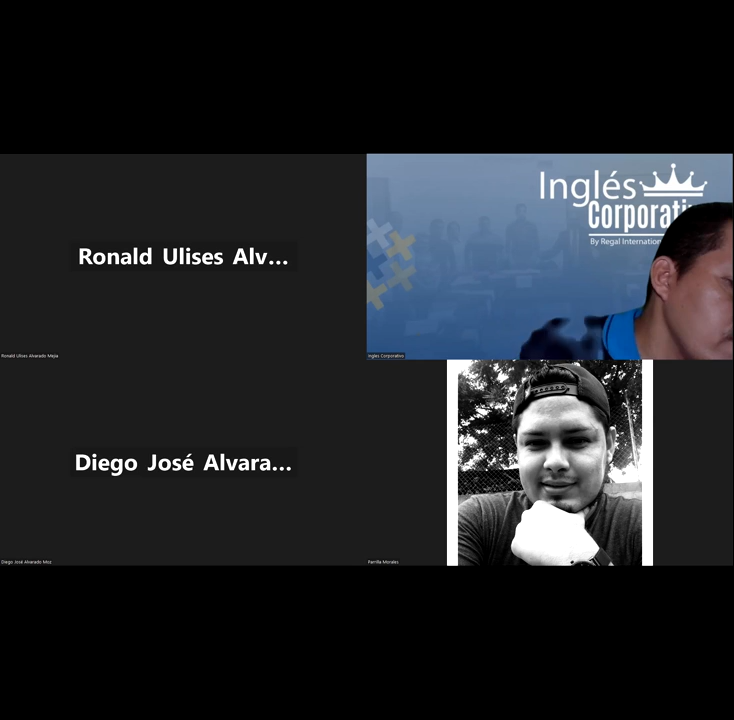 Ronald Ulises Alv...
Ronald Ulises Alvarado Mejia
Inglés
Corporati
By Regal Internation
Ingles Corporativo
Diego José Alvara...
Diego José Alvarado Moz
Parrilla Morales